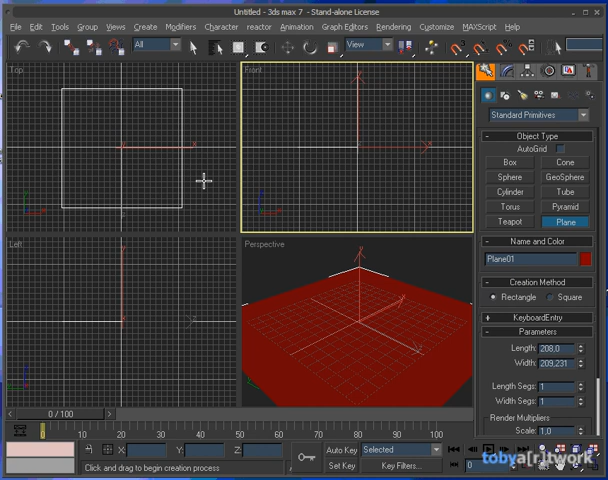 Untitled - 3ds max 7 - Stand-alone License
File Edit Tools Group Views Create Modifiers Character reactor Animation Graph Editors Rendering Customize MAXScript Help
All View
Top
Front
Left
Perspective
Standard Primitives
Object Type
AutoGrid
Box Cone
Sphere GeoSphere
Cylinder Tube
Torus Pyramid
Teapot Plane
Name and Color
Plane01
Creation Method
Rectangle Square
KeyboardEntry
Parameters
Length: 208,0
Width: 209,231
Length Segs: 1
Width Segs: 1
Render Multipliers
Scale: 1,0
0 / 100
0 10 20 30 40 50 60 70 80 90 100
X: Y: Z:
Auto Key Selected
Set Key Key Filters...
0
Click and drag to begin creation process
tobya[r.]twork